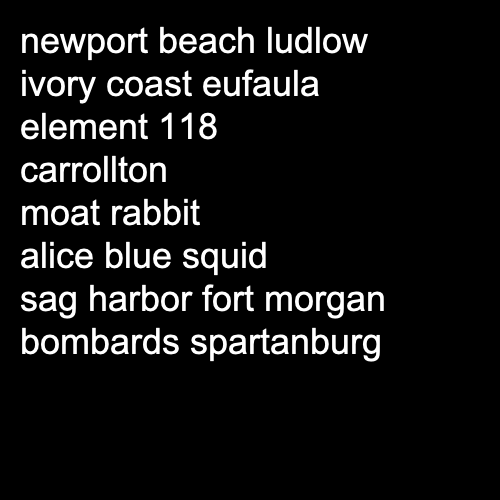 newport beach ludlow
ivory coast eufaula
element 118
carrollton
moat rabbit
alice blue squid
sag harbor fort morgan
bombards spartanburg